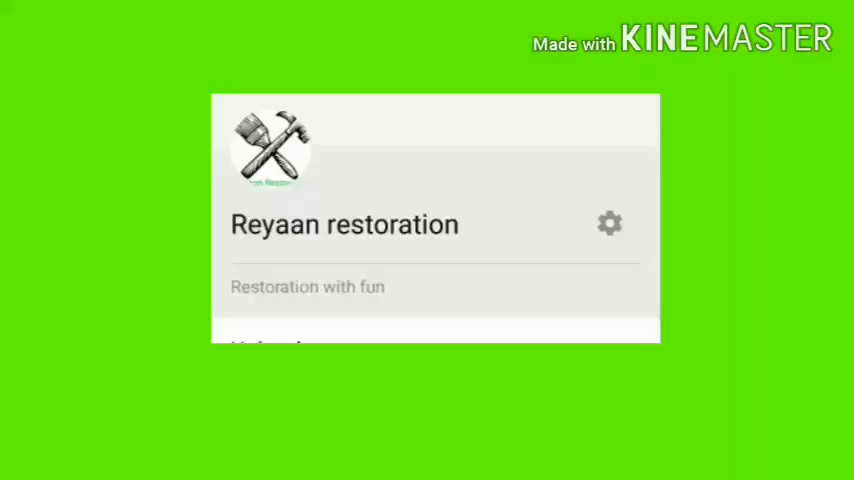 Made with KINEMASTER
Reyaan restoration
Restoration with fun